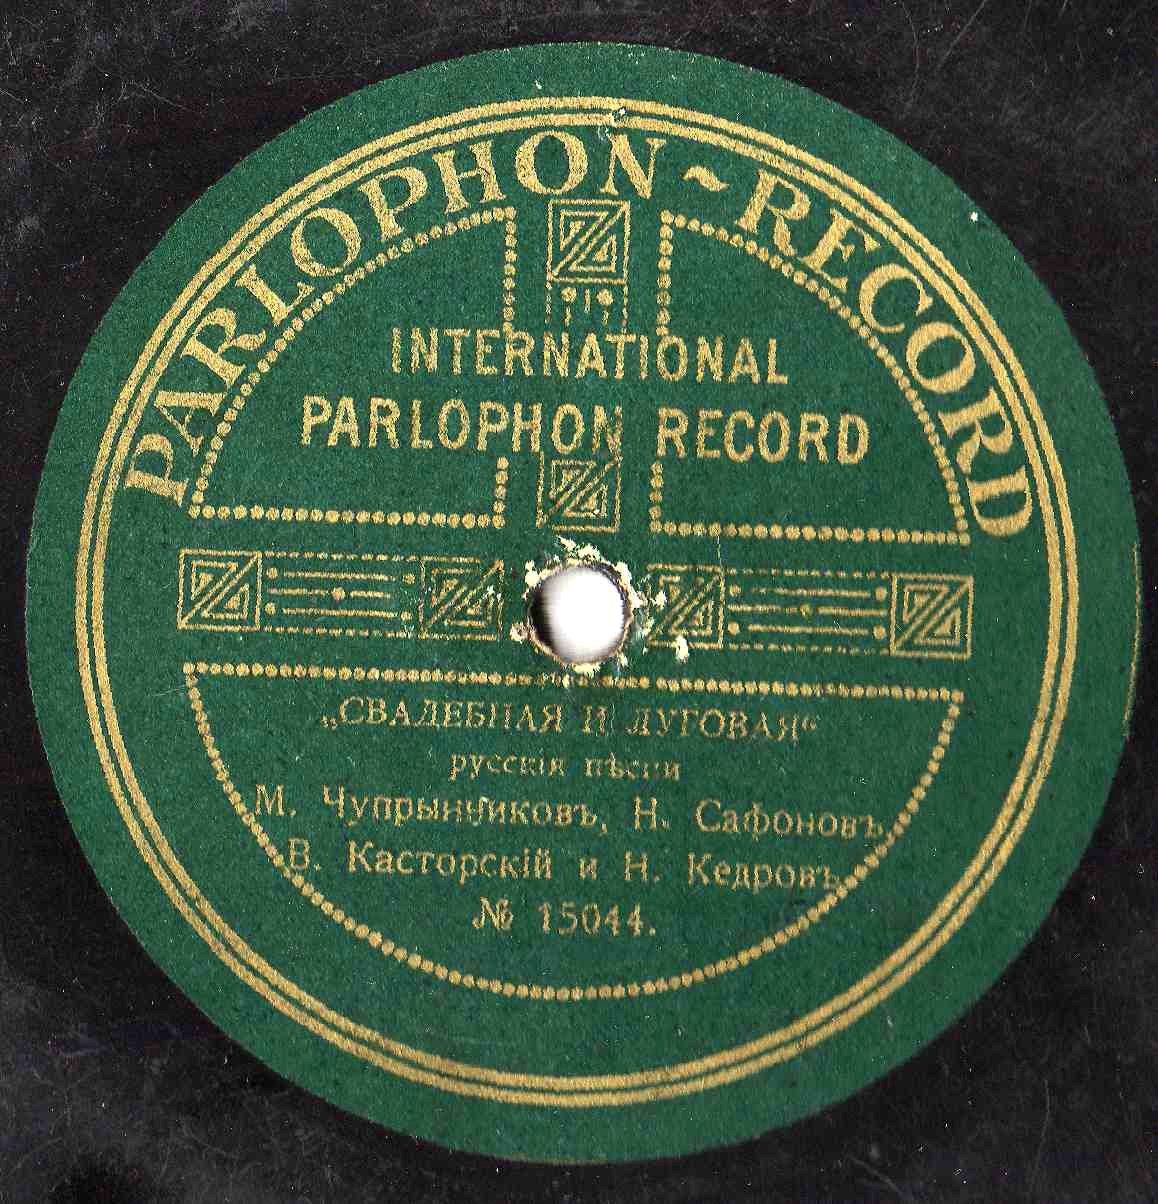 PARLOPHON~RECORD
INTERNATIONAL
PARLOPHON RECORD
„СВАДЕБНАЯ И ЛУГОВАЯ“
русскія пѣсни
М. Чупрынниковъ, Н. Сафоновъ,
В. Касторскій и Н. Кедровъ
№ 15044.